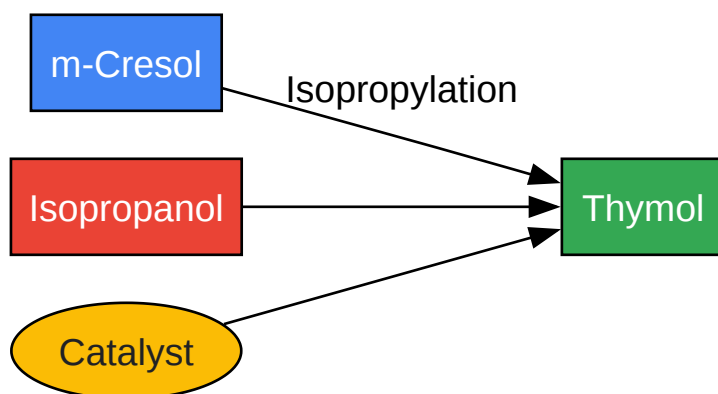 m-Cresol
Isopropylation
Isopropanol
Thymol
Catalyst